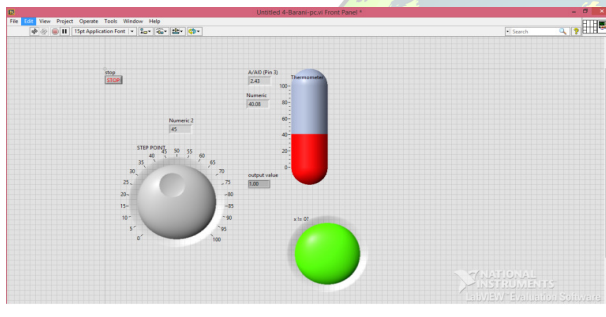 Untitled 4-Barani-pc.vi Front Panel *
File Edit View Project Operate Tools Window Help
15pt Application Font
Search
stop
STOP
A/AI0 (Pin 3)
2.43
Numeric
40.08
Thermometer
100
80
60
40
20
0
Numeric 2
45
STEP POINT
0
5
10
15
20
25
30
35
40
45
50
55
60
65
70
75
80
85
90
95
100
output value
1.00
NATIONAL
INSTRUMENTS
LabVIEW Evaluation Software